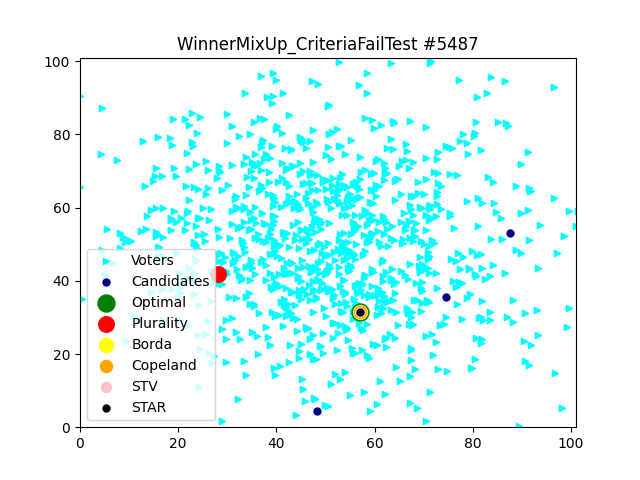 WinnerMixUp_CriteriaFailTest #5487
100
80
60
40
20
0
0 20 40 60 80 100
Voters
Candidates
Optimal
Plurality
Borda
Copeland
STV
STAR